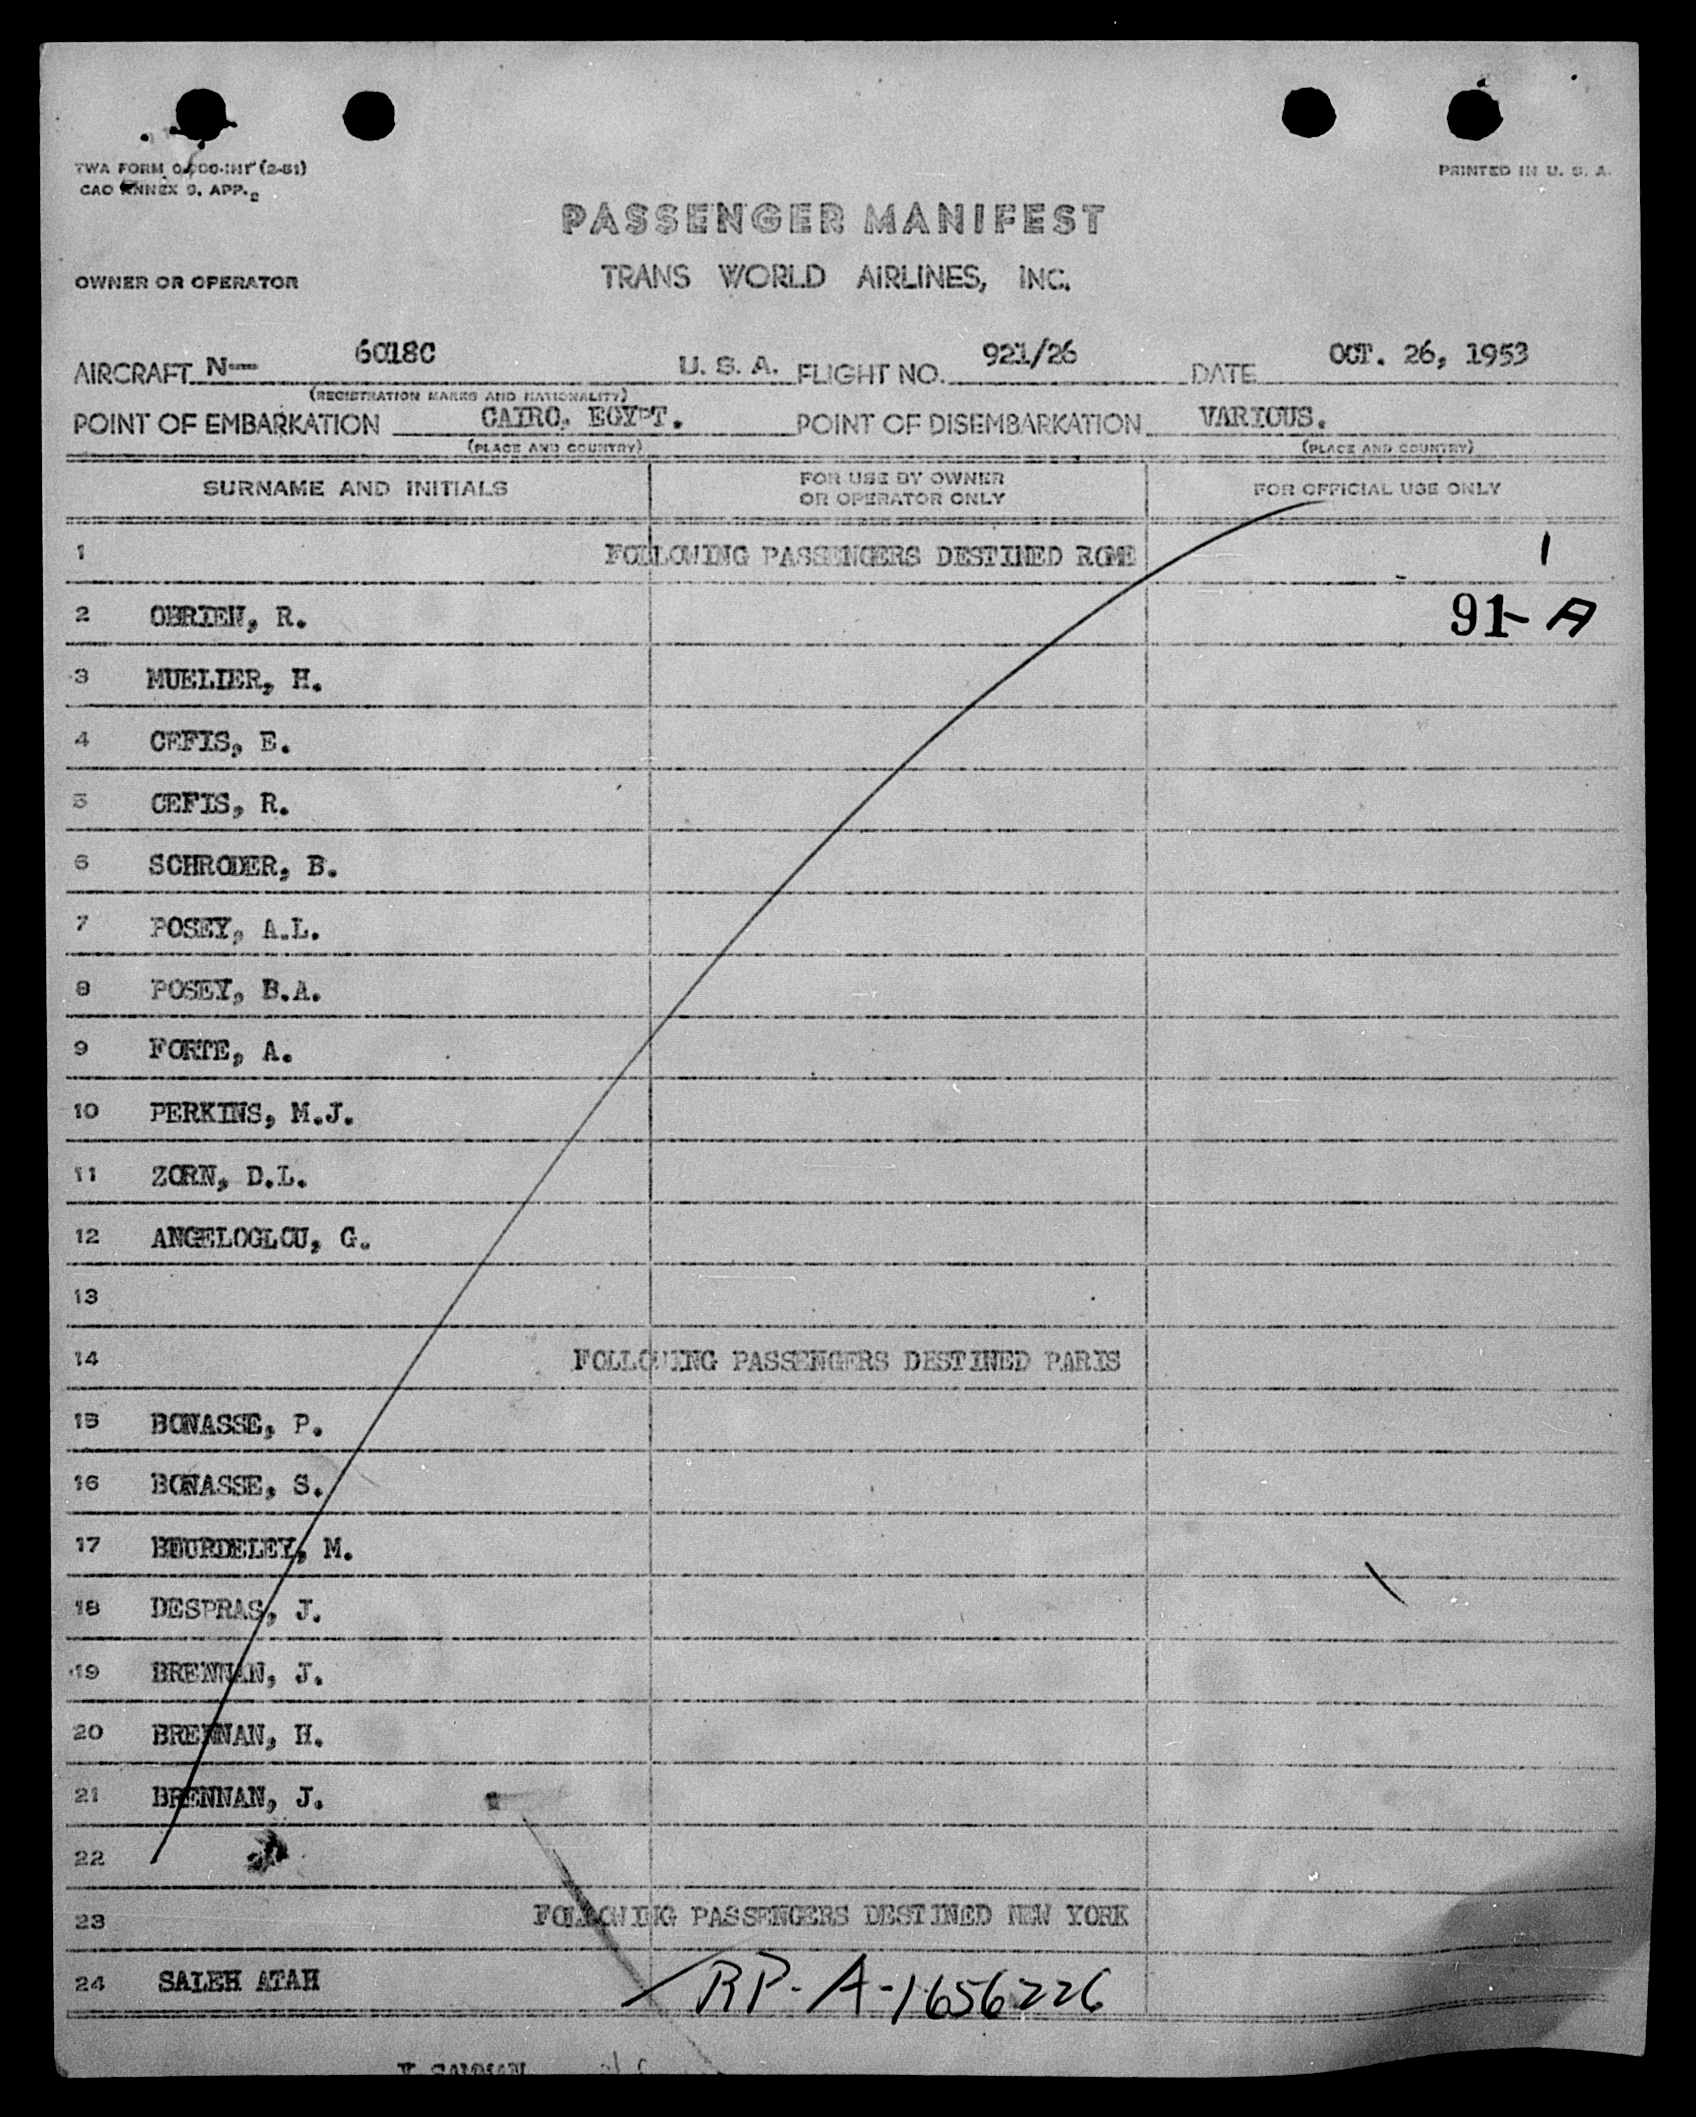 TWA FORM
CAO ANNEX 9, APP. 2
PRINTED IN U. S. A.
PASSENGER MANIFEST
OWNER OR OPERATOR TRANS WORLD AIRLINES, INC.
AIRCRAFT N-- 6018C U. S. A. FLIGHT NO. 921/26 DATE OCT. 26, 1953
(REGISTRATION MARKS AND NATIONALITY)
POINT OF EMBARKATION CAIRO, EGYPT. POINT OF DISEMBARKATION VARIOUS.
(PLACE AND COUNTRY) (PLACE AND COUNTRY)
SURNAME AND INITIALS FOR USE BY OWNER OR OPERATOR ONLY FOR OFFICIAL USE ONLY
1 FOLLOWING PASSENGERS DESTINED ROME 1
2 OBRIEN, R. 91-A
3 MUELLER, H.
4 CEFIS, E.
5 CEFIS, R.
6 SCHRODER, B.
7 POSEY, A.L.
8 POSEY, B.A.
9 FORTE, A.
10 PERKINS, M.J.
11 ZORN, D.L.
12 ANGELOGLOU, G.
13
14 FOLLOWING PASSENGERS DESTINED PARIS
15 BONASSE, P.
16 BONASSE, S.
17 BEURDELEY, M.
18 DESPRAS, J.
19 BRENNAN, J.
20 BRENNAN, H.
21 BRENNAN, J.
22
23 FOLLOWING PASSENGERS DESTINED NEW YORK
24 SALEH ATAH RP-A-1656226